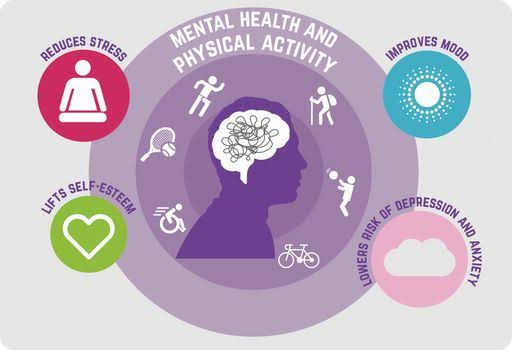 MENTAL HEALTH AND
PHYSICAL ACTIVITY
REDUCES STRESS
IMPROVES MOOD
LIFTS SELF-ESTEEM
LOWERS RISK OF DEPRESSION AND ANXIETY